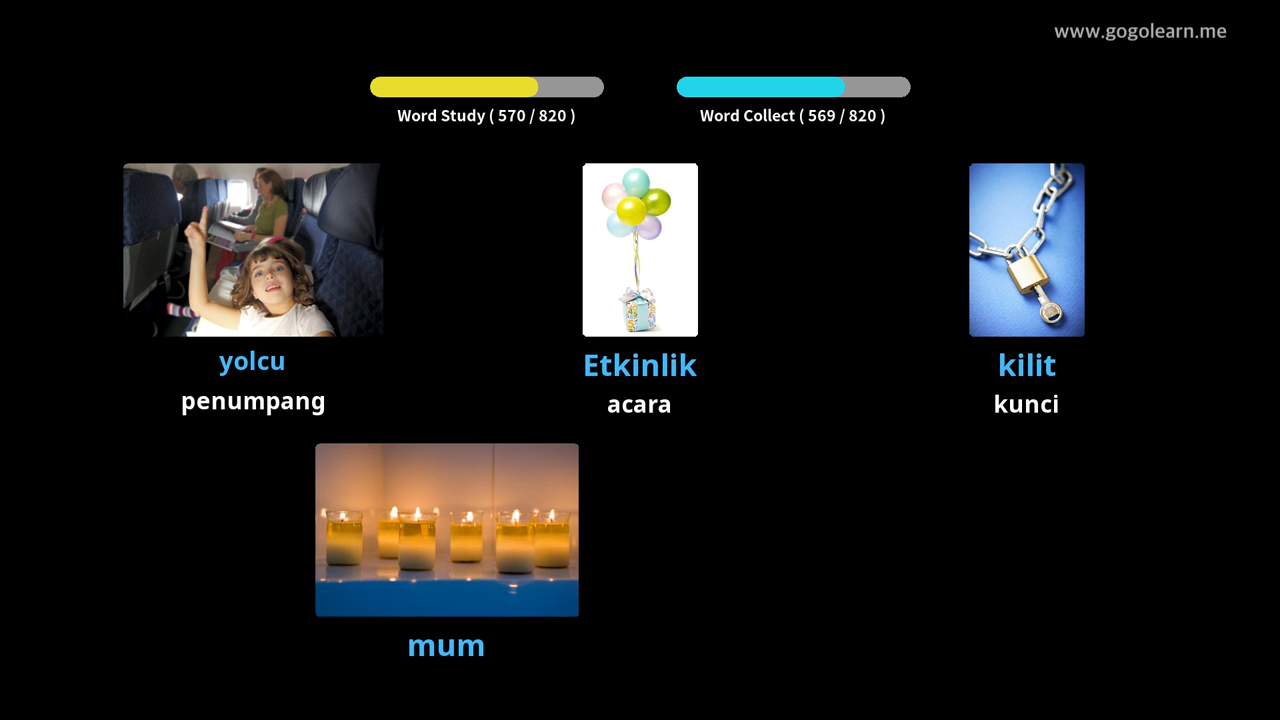 www.gogolearn.me
Word Study ( 570 / 820 )
Word Collect ( 569 / 820 )
yolcu
penumpang
Etkinlik
acara
kilit
kunci
mum